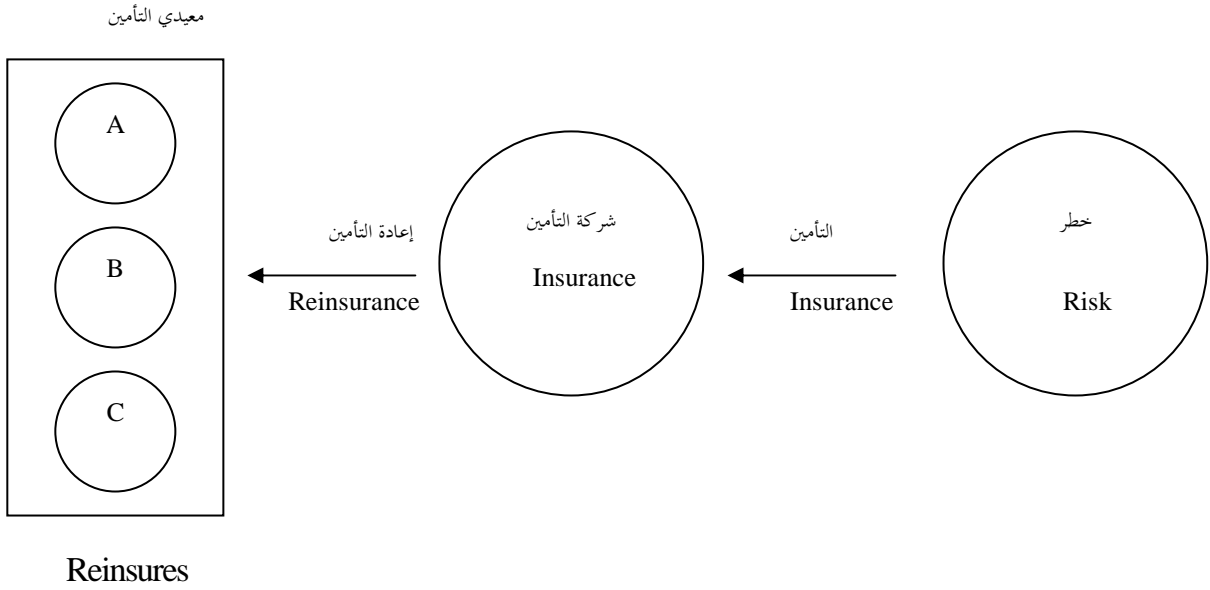 معيدي التأمين
A
B
C
Reinsures
إعادة التأمين
Reinsurance
شركة التأمين
Insurance
التأمين
Insurance
خطر
Risk